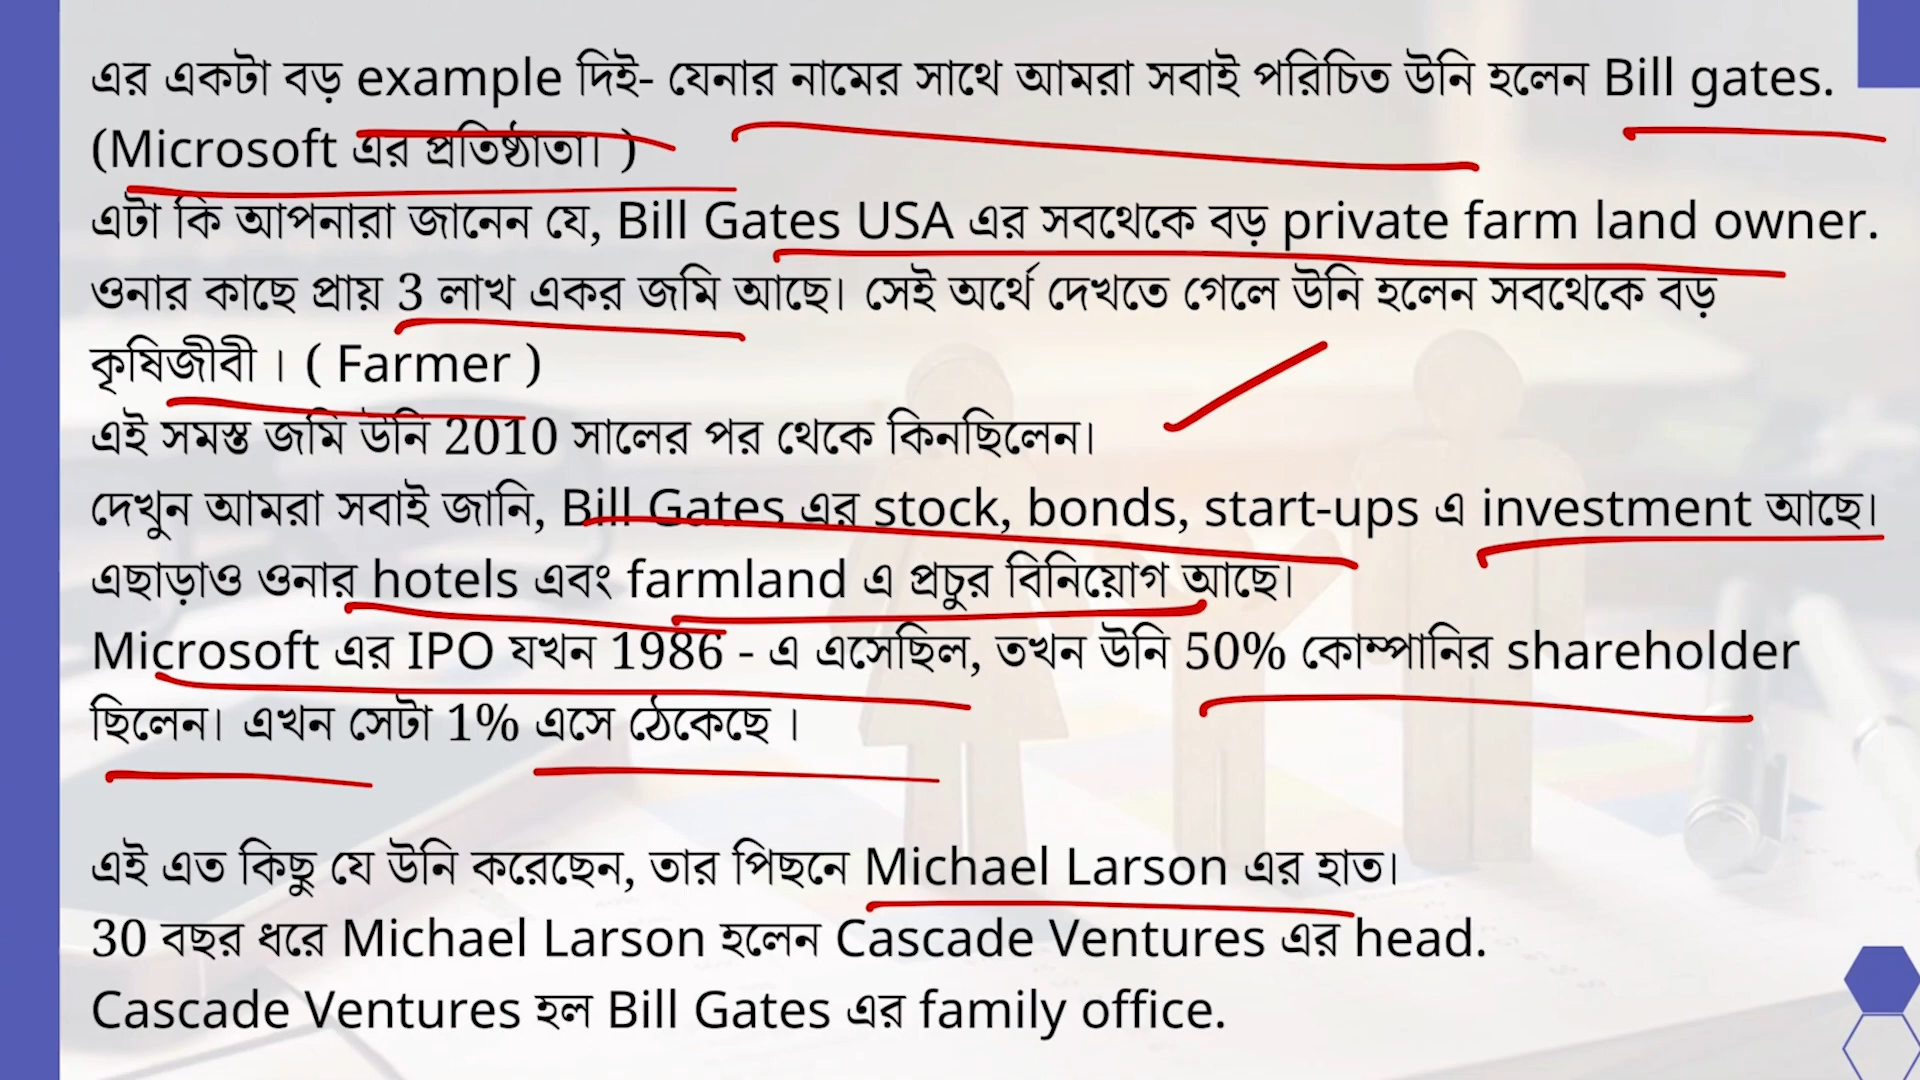 এর একটা বড় example দিই- যেনার নামের সাথে আমরা সবাই পরিচিত উনি হলেন Bill gates.
(Microsoft এর প্রতিষ্ঠাতা। )
এটা কি আপনারা জানেন যে, Bill Gates USA এর সবথেকে বড় private farm land owner.
ওনার কাছে প্রায় 3 লাখ একর জমি আছে। সেই অর্থে দেখতে গেলে উনি হলেন সবথেকে বড়
কৃষিজীবী । ( Farmer )
এই সমস্ত জমি উনি 2010 সালের পর থেকে কিনছিলেন।
দেখুন আমরা সবাই জানি, Bill Gates এর stock, bonds, start-ups এ investment আছে।
এছাড়াও ওনার hotels এবং farmland এ প্রচুর বিনিয়োগ আছে।
Microsoft এর IPO যখন 1986 - এ এসেছিল, তখন উনি 50% কোম্পানির shareholder
ছিলেন। এখন সেটা 1% এসে ঠেকেছে ।
এই এত কিছু যে উনি করেছেন, তার পিছনে Michael Larson এর হাত।
30 বছর ধরে Michael Larson হলেন Cascade Ventures এর head.
Cascade Ventures হল Bill Gates এর family office.